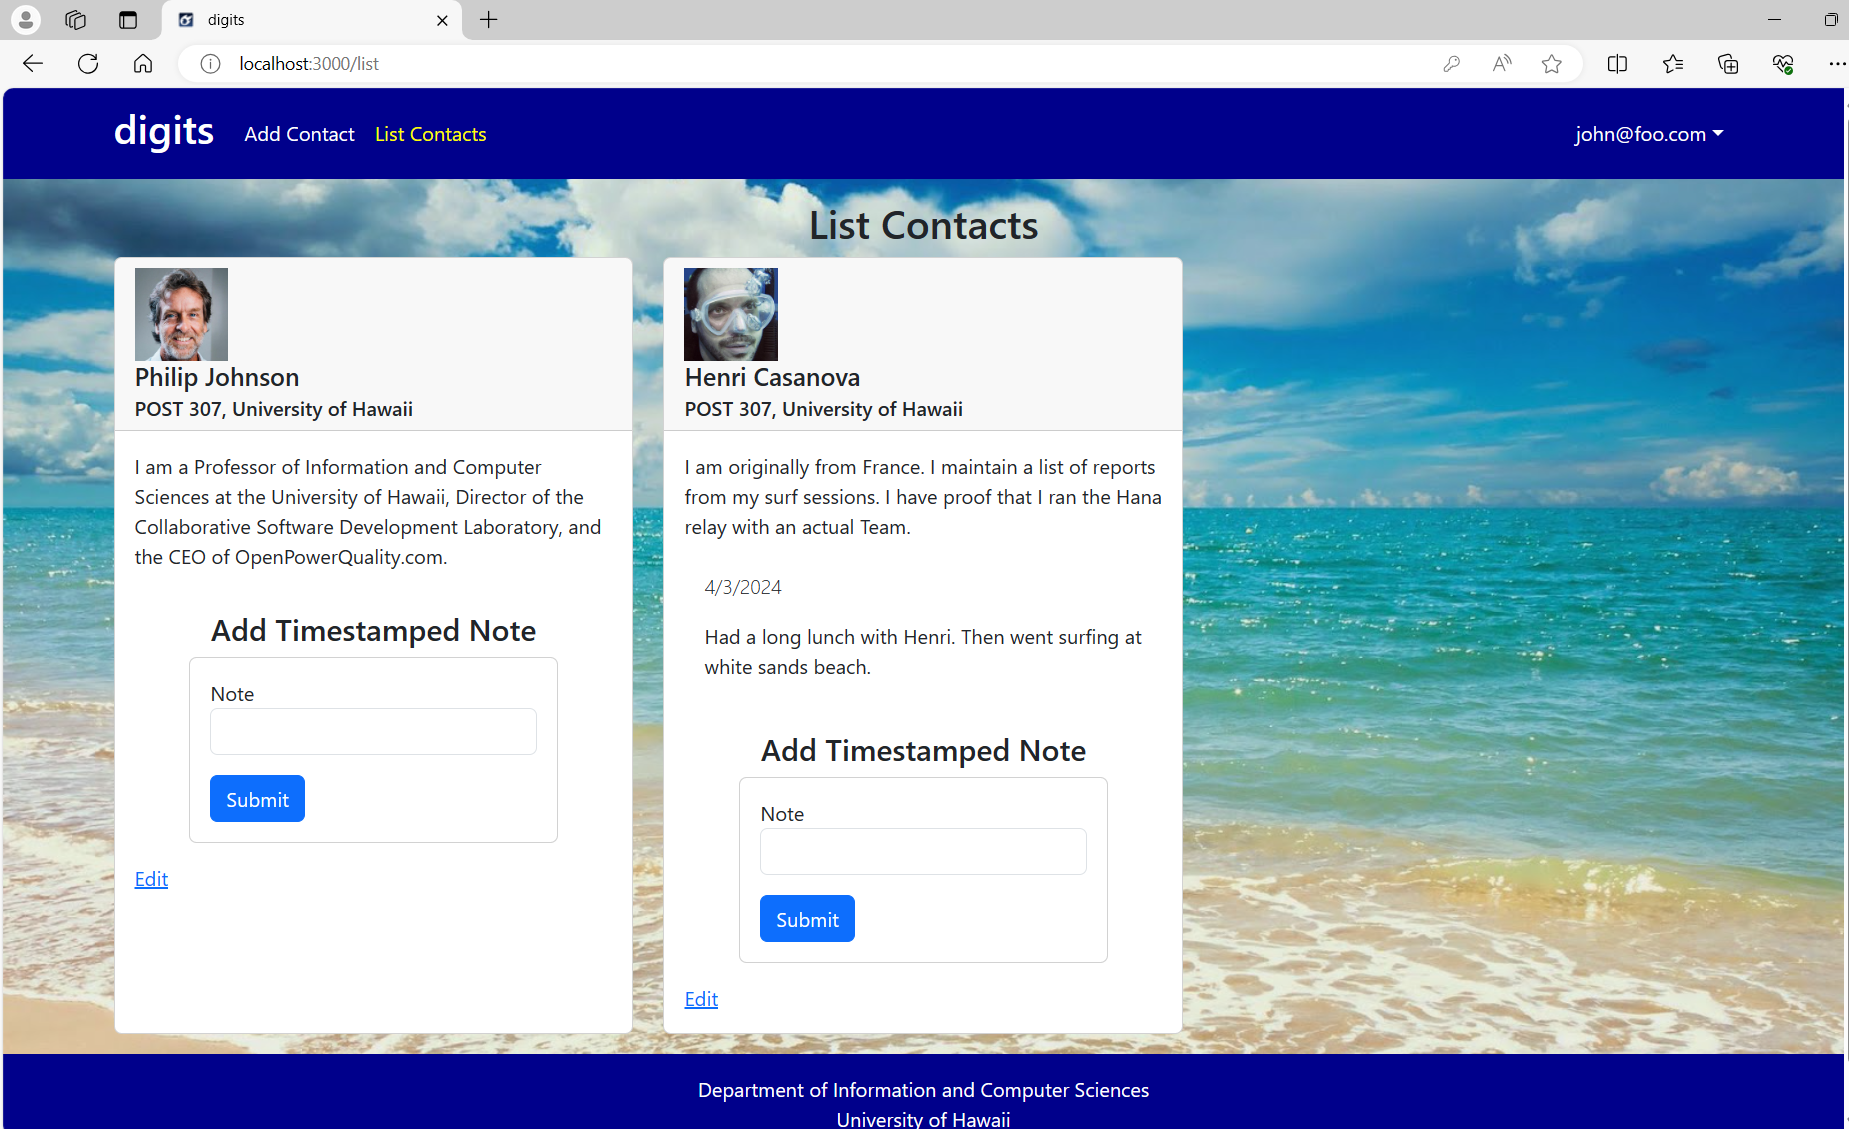 digits
localhost:3000/list
digits Add Contact List Contacts john@foo.com
List Contacts
Philip Johnson
POST 307, University of Hawaii
I am a Professor of Information and Computer
Sciences at the University of Hawaii, Director of the
Collaborative Software Development Laboratory, and
the CEO of OpenPowerQuality.com.
Add Timestamped Note
Note
Submit
Edit
Henri Casanova
POST 307, University of Hawaii
I am originally from France. I maintain a list of reports
from my surf sessions. I have proof that I ran the Hana
relay with an actual Team.
4/3/2024
Had a long lunch with Henri. Then went surfing at
white sands beach.
Add Timestamped Note
Note
Submit
Edit
Department of Information and Computer Sciences
University of Hawaii